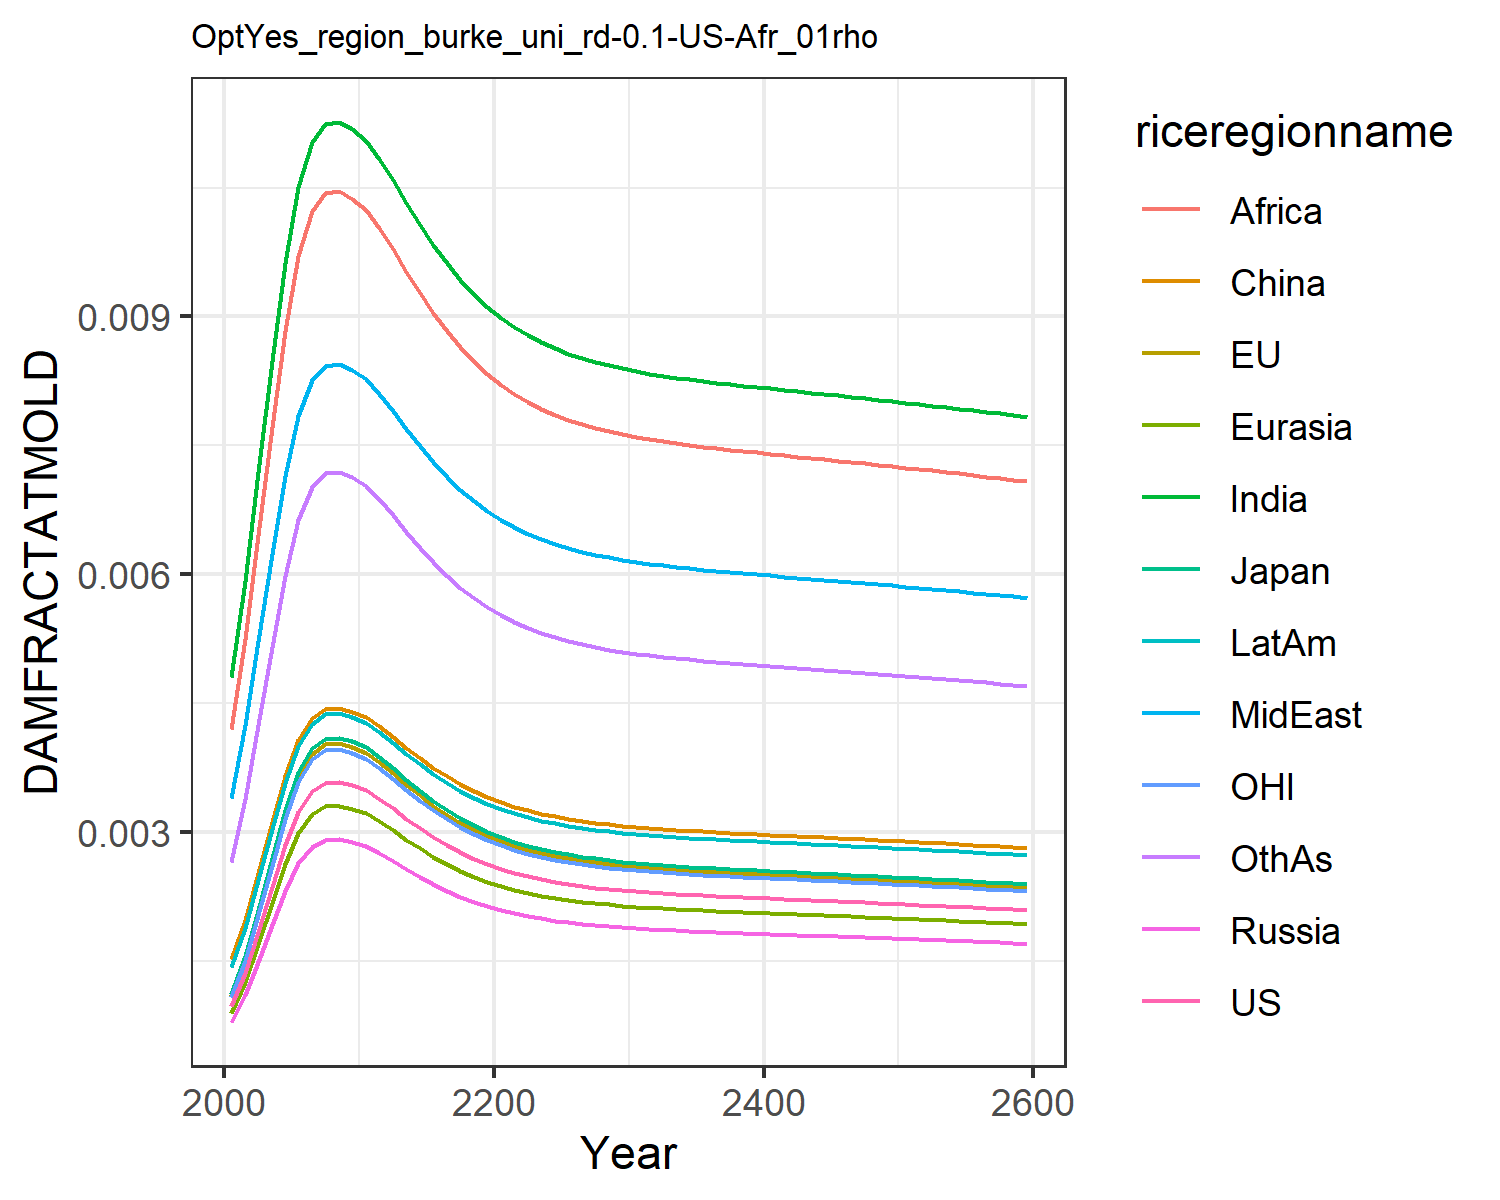 OptYes_region_burke_uni_rd-0.1-US-Afr_01rho
DAMFRACTATMOLD
0.009
0.006
0.003
2000 2200 2400 2600
Year
riceregionname
Africa
China
EU
Eurasia
India
Japan
LatAm
MidEast
OHI
OthAs
Russia
US